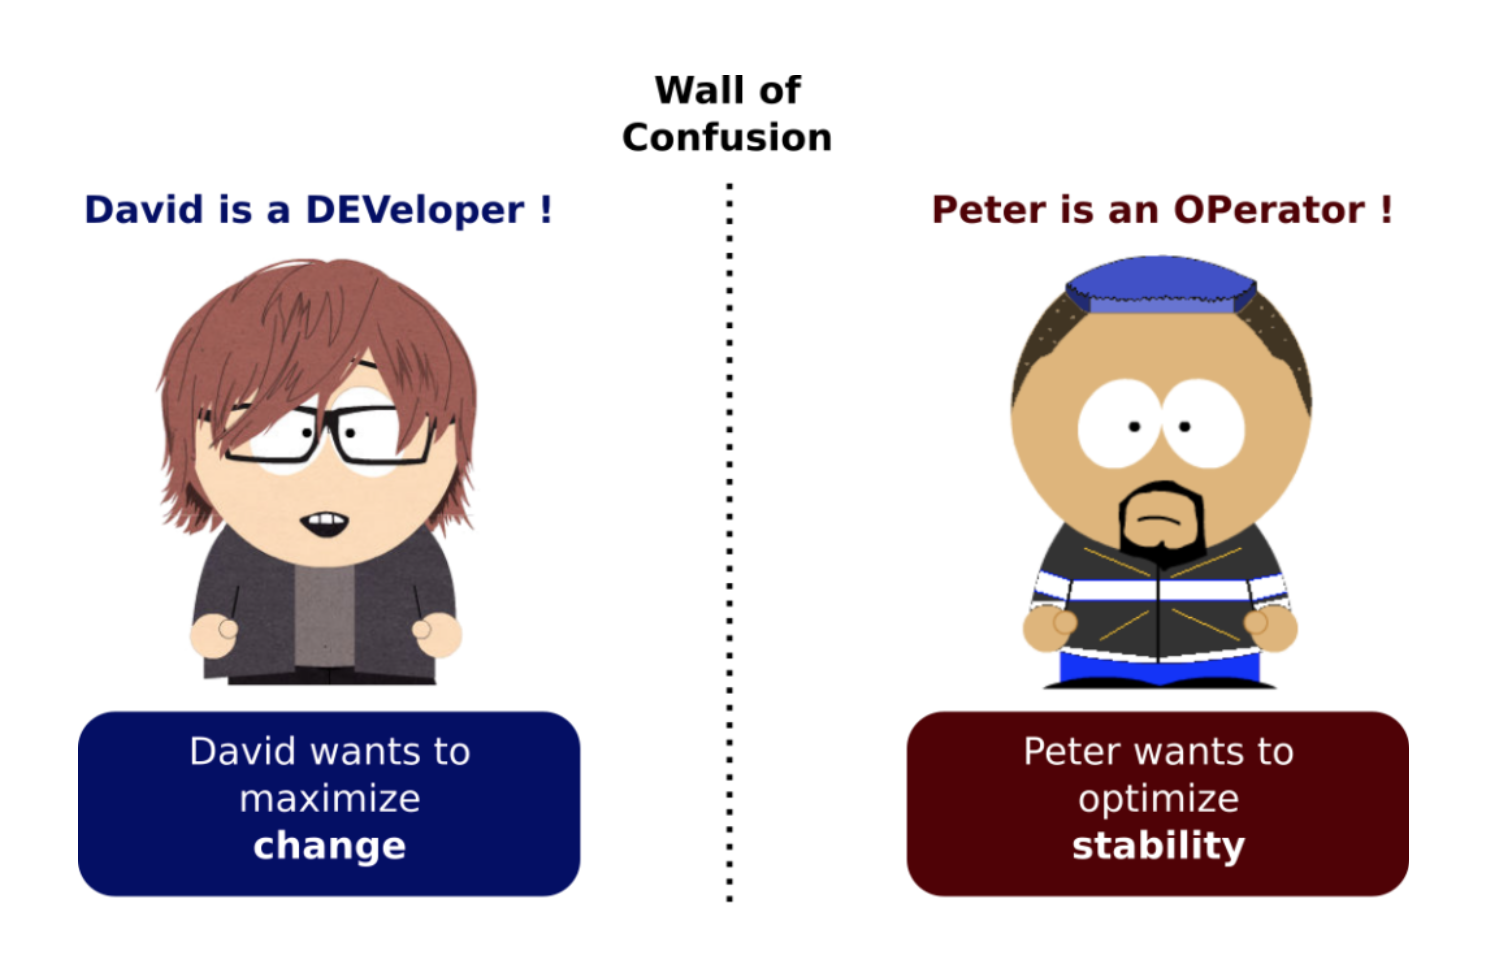 Wall of
Confusion
David is a DEVeloper !
Peter is an OPerator !
David wants to
maximize
change
Peter wants to
optimize
stability